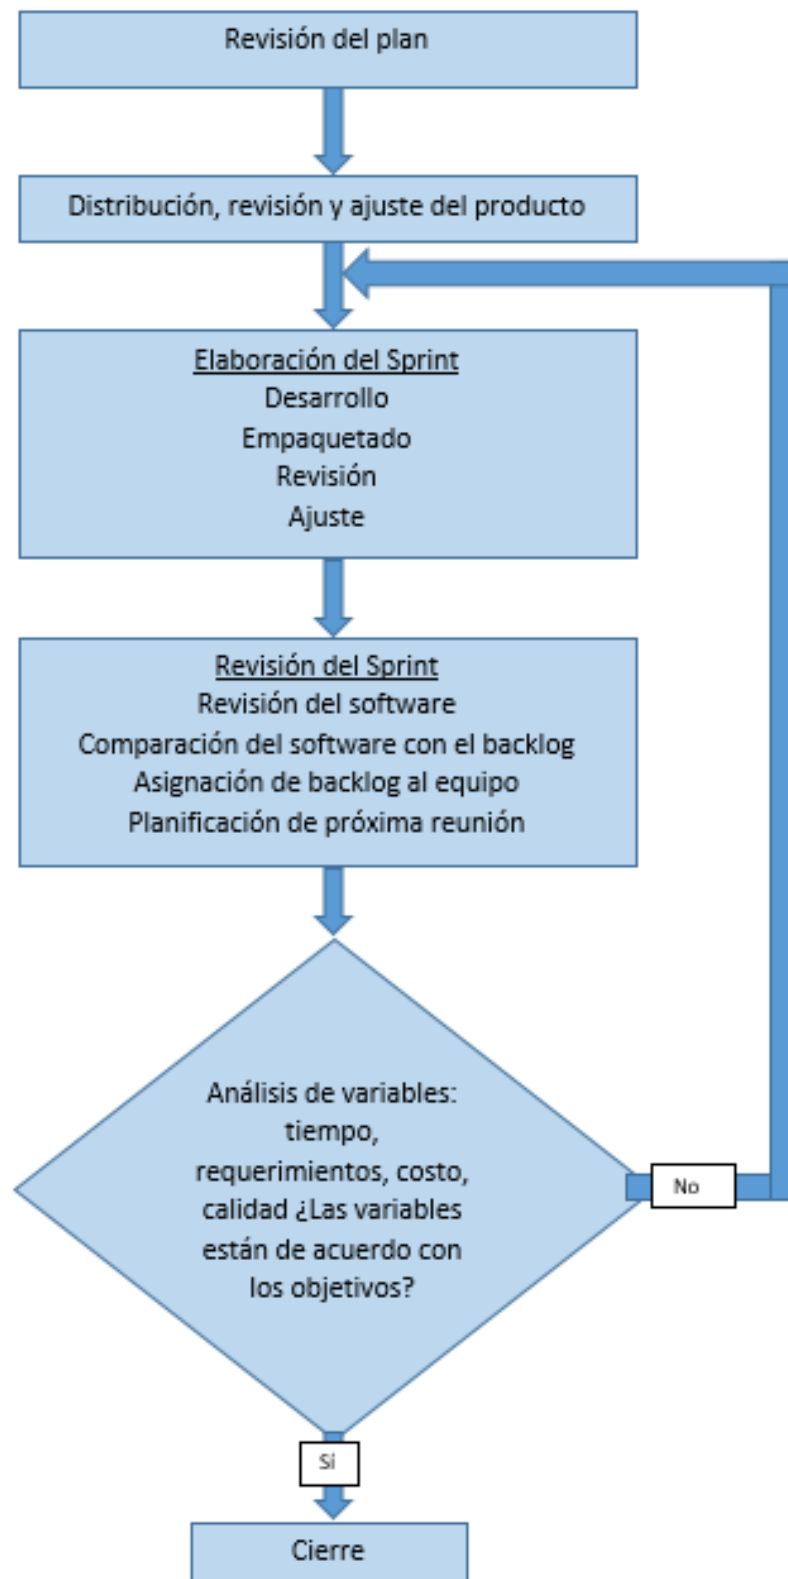 Revisión del plan
Distribución, revisión y ajuste del producto
Elaboración del Sprint
Desarrollo
Empaquetado
Revisión
Ajuste
Revisión del Sprint
Revisión del software
Comparación del software con el backlog
Asignación de backlog al equipo
Planificación de próxima reunión
Análisis de variables:
tiempo,
requerimientos, costo,
calidad ¿Las variables
están de acuerdo con
los objetivos?
No
Si
Cierre